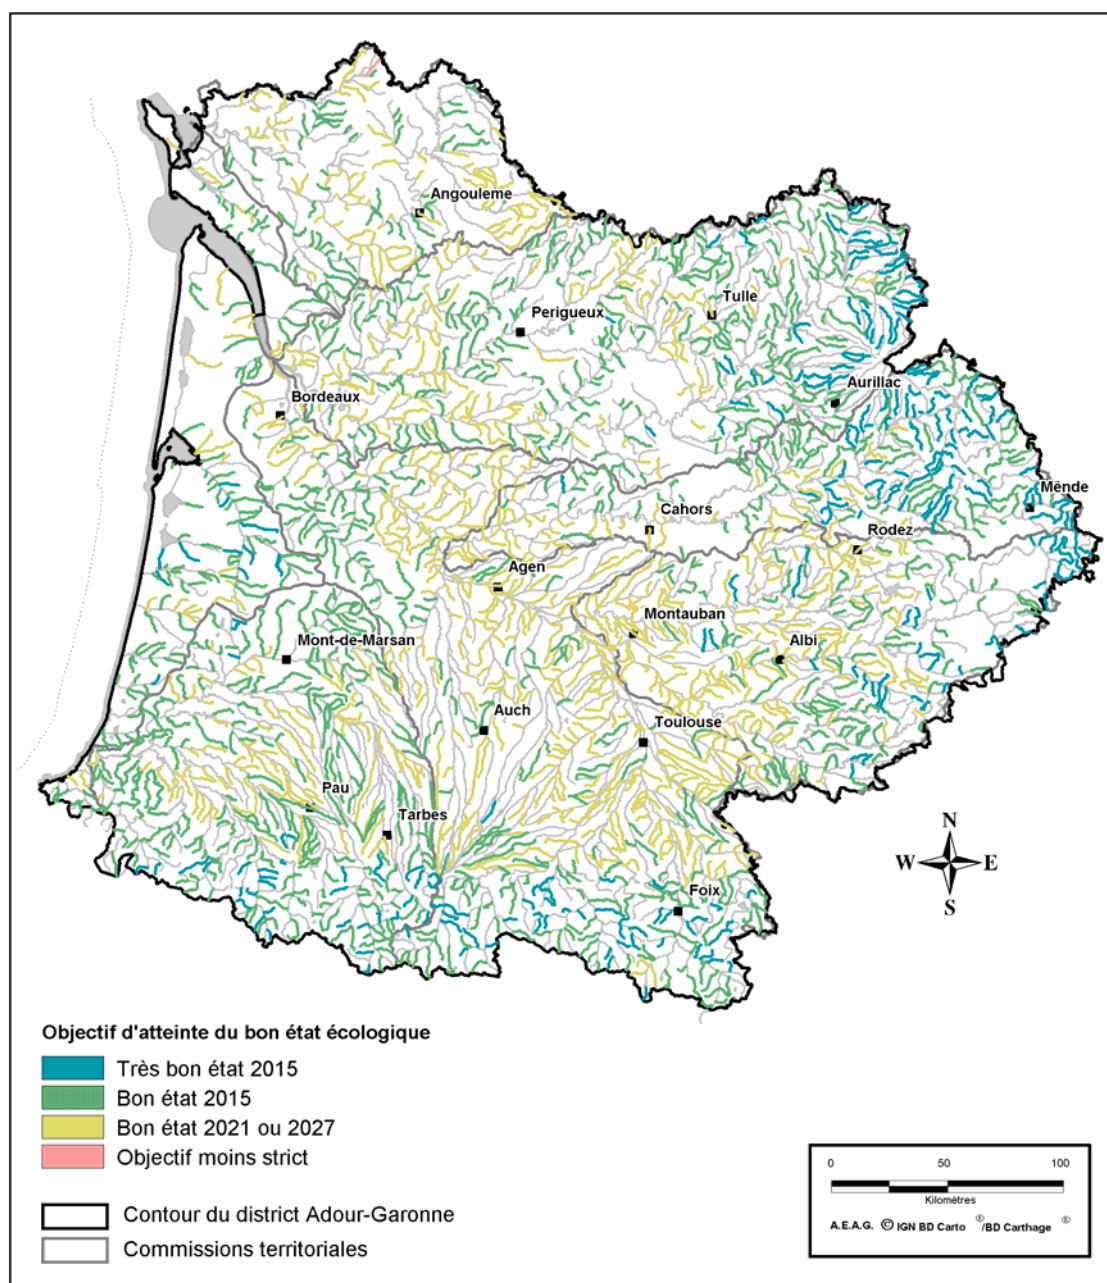 Angouleme
Tulle
Perigueux
Aurillac
Bordeaux
Mende
Cahors
Rodez
Agen
Montauban
Albi
Mont-de-Marsan
Auch
Toulouse
Pau
Tarbes
N
W E
S
Foix
Objectif d'atteinte du bon état écologique
Très bon état 2015
Bon état 2015
Bon état 2021 ou 2027
Objectif moins strict
Contour du district Adour-Garonne
Commissions territoriales
0 50 100
Kilomètres
A.E.A.G. © IGN BD Carto ® /BD Carthage ®